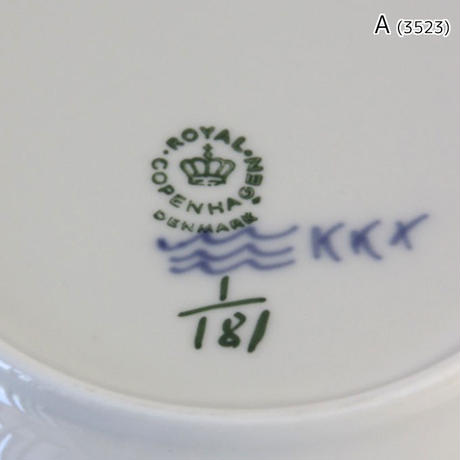 A (3523)
ROYAL COPENHAGEN
DENMARK
KKX
1
181